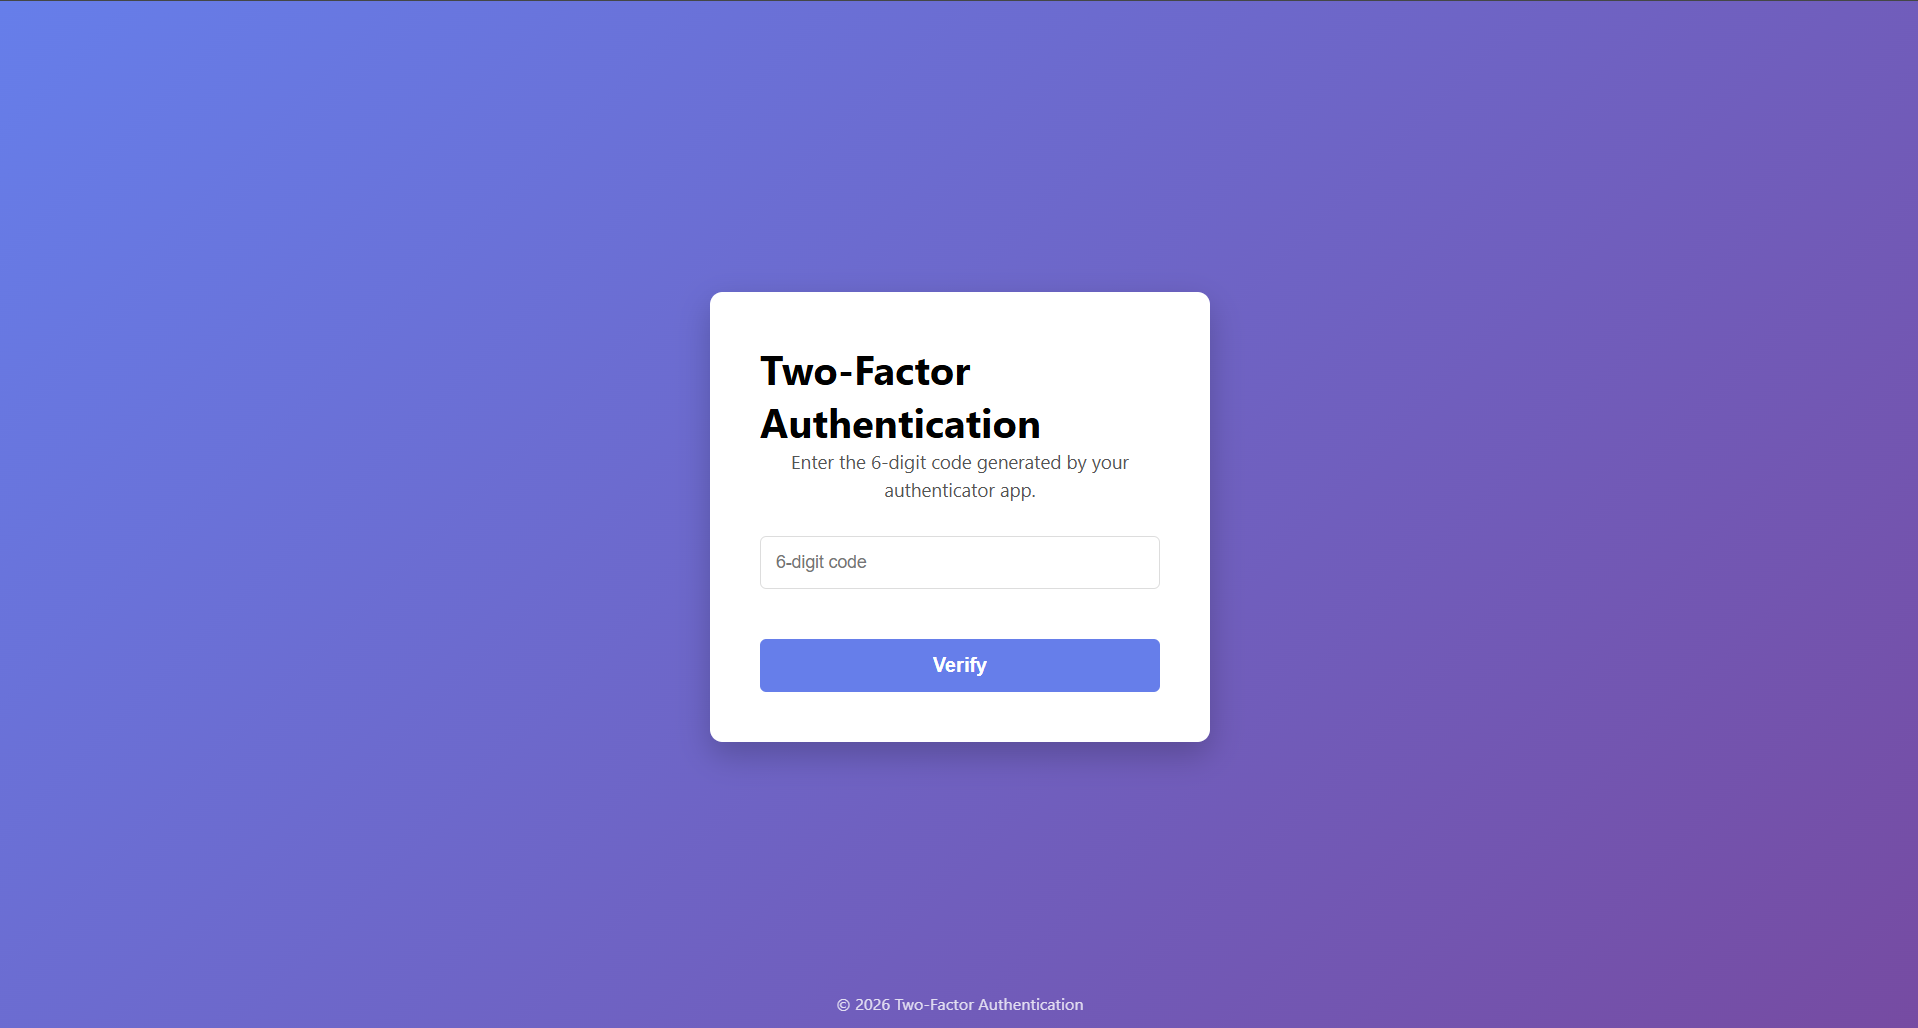 Two-Factor
Authentication
Enter the 6-digit code generated by your
authenticator app.
6-digit code
Verify
© 2026 Two-Factor Authentication